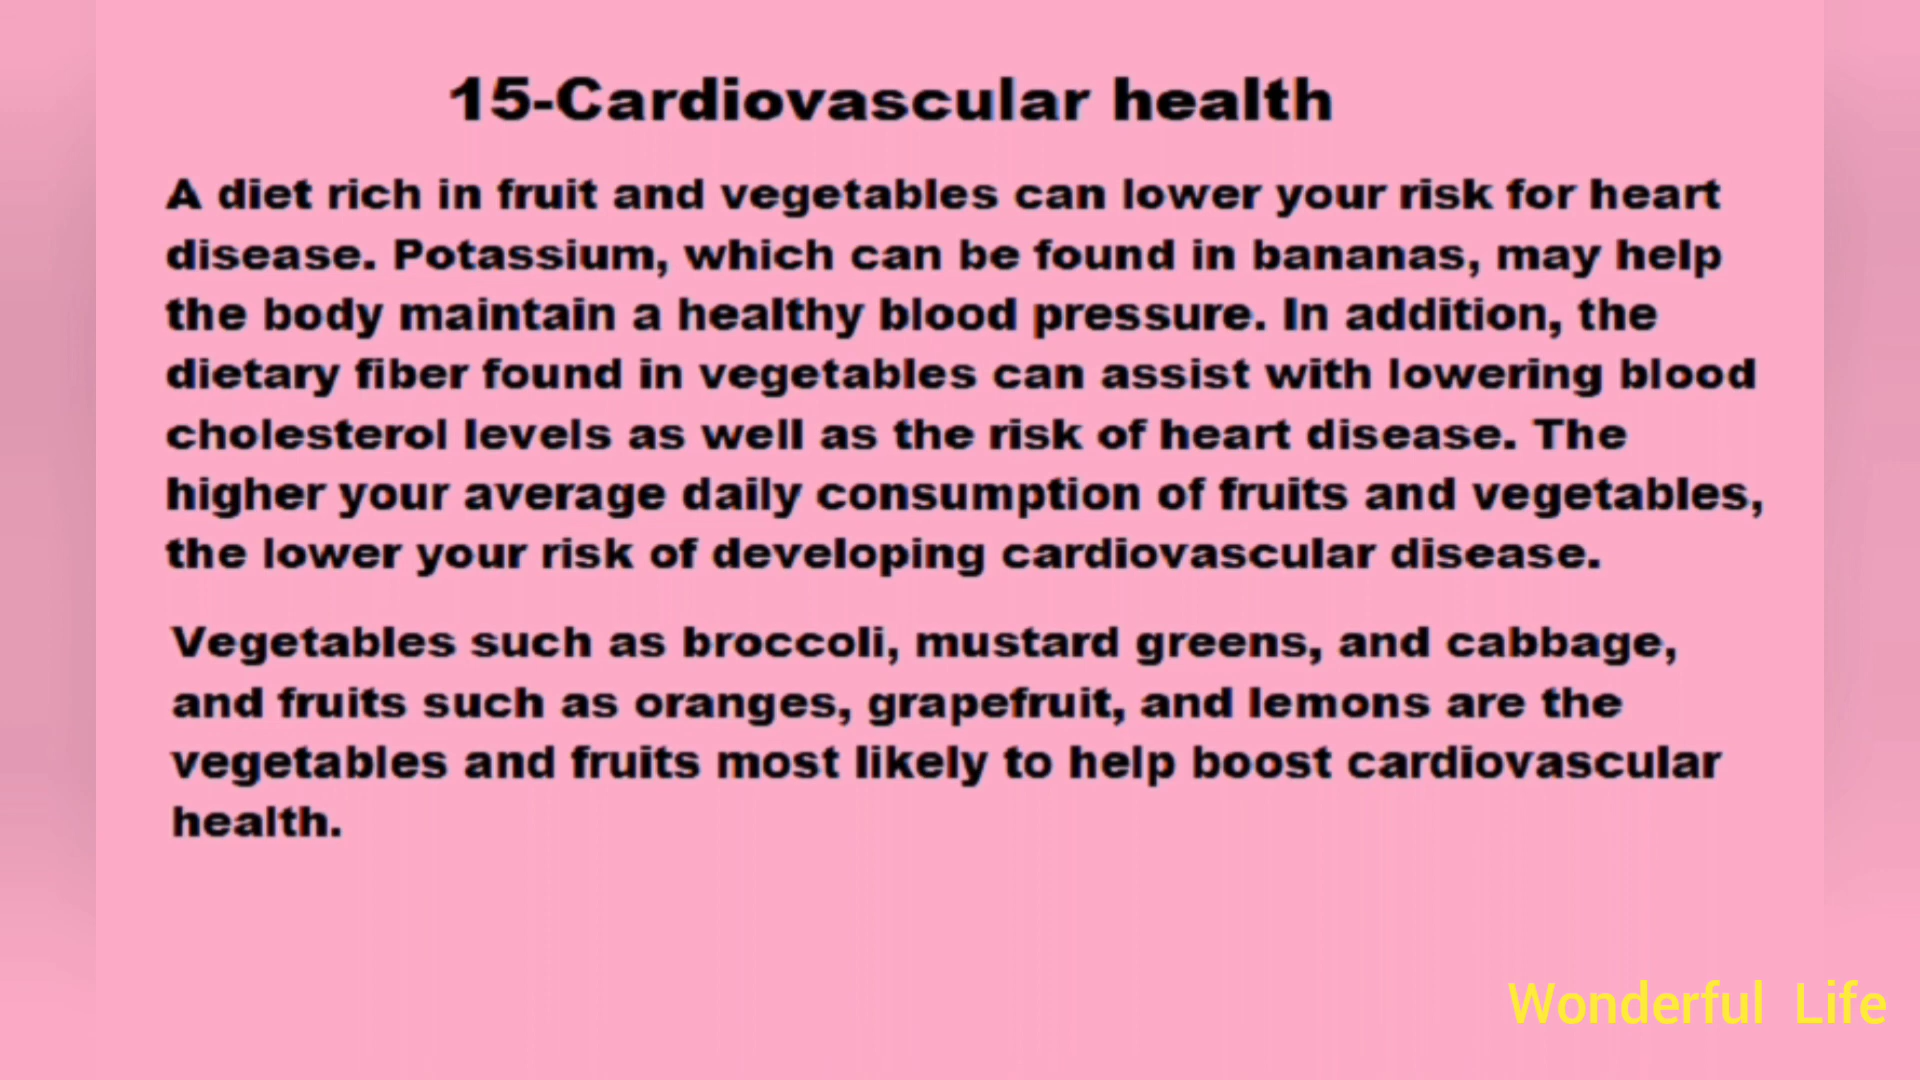 15-Cardiovascular health
A diet rich in fruit and vegetables can lower your risk for heart
disease. Potassium, which can be found in bananas, may help
the body maintain a healthy blood pressure. In addition, the
dietary fiber found in vegetables can assist with lowering blood
cholesterol levels as well as the risk of heart disease. The
higher your average daily consumption of fruits and vegetables,
the lower your risk of developing cardiovascular disease.
Vegetables such as broccoli, mustard greens, and cabbage,
and fruits such as oranges, grapefruit, and lemons are the
vegetables and fruits most likely to help boost cardiovascular
health.
Wonderful Life